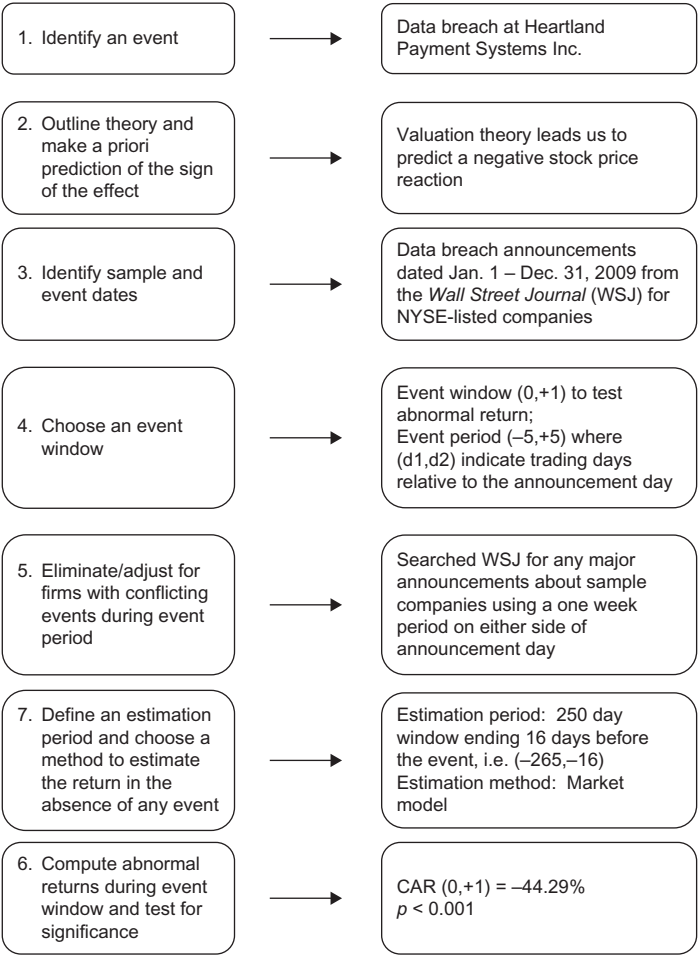 1. Identify an event
Data breach at Heartland
Payment Systems Inc.
2. Outline theory and
make a priori
prediction of the sign
of the effect
Valuation theory leads us to
predict a negative stock price
reaction
3. Identify sample and
event dates
Data breach announcements
dated Jan. 1 – Dec. 31, 2009 from
the Wall Street Journal (WSJ) for
NYSE-listed companies
4. Choose an event
window
Event window (0,+1) to test
abnormal return;
Event period (–5,+5) where
(d1,d2) indicate trading days
relative to the announcement day
5. Eliminate/adjust for
firms with conflicting
events during event
period
Searched WSJ for any major
announcements about sample
companies using a one week
period on either side of
announcement day
7. Define an estimation
period and choose a
method to estimate
the return in the
absence of any event
Estimation period: 250 day
window ending 16 days before
the event, i.e. (–265,–16)
Estimation method: Market
model
6. Compute abnormal
returns during event
window and test for
significance
CAR (0,+1) = –44.29%
p < 0.001